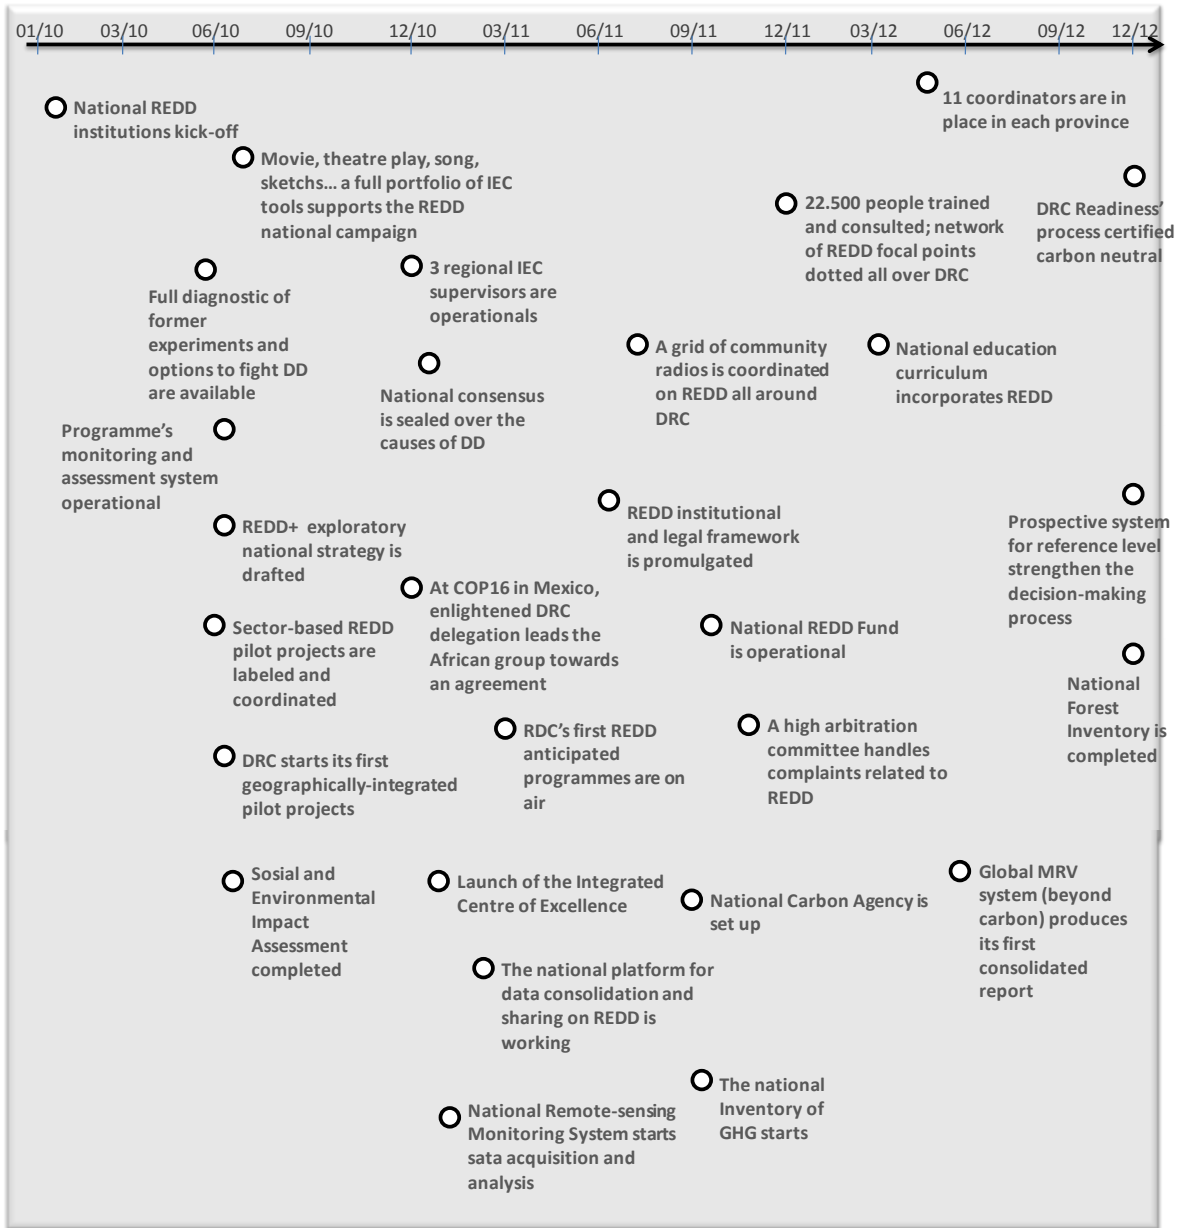 01/10 03/10 06/10 09/10 12/10 03/11 06/11 09/11 12/11 03/12 06/12 09/12 12/12
National REDD
institutions kick-off
11 coordinators are in
place in each province
Movie, theatre play, song,
sketchs... a full portfolio of IEC
tools supports the REDD
national campaign
22.500 people trained
and consulted; network
of REDD focal points
dotted all over DRC
DRC Readiness'
process certified
carbon neutral
Full diagnostic of
former
experiments and
options to fight DD
are available
3 regional IEC
supervisors are
operationals
A grid of community
radios is coordinated
on REDD all around
DRC
National education
curriculum
incorporates REDD
National consensus
is sealed over the
causes of DD
Programme's
monitoring and
assessment system
operational
REDD+ exploratory
national strategy is
drafted
REDD institutional
and legal framework
is promulgated
Prospective system
for reference level
strengthen the
decision-making
process
At COP16 in Mexico,
enlightened DRC
delegation leads the
African group towards
an agreement
Sector-based REDD
pilot projects are
labeled and
coordinated
National REDD Fund
is operational
National
Forest
Inventory is
completed
RDC's first REDD
anticipated
programmes are on
air
A high arbitration
committee handles
complaints related to
REDD
DRC starts its first
geographically-integrated
pilot projects
Sosial and
Environmental
Impact
Assessment
completed
Launch of the Integrated
Centre of Excellence
National Carbon Agency is
set up
Global MRV
system (beyond
carbon) produces
its first
consolidated
report
The national platform for
data consolidation and
sharing on REDD is
working
The national
Inventory of
GHG starts
National Remote-sensing
Monitoring System starts
sata acquisition and
analysis